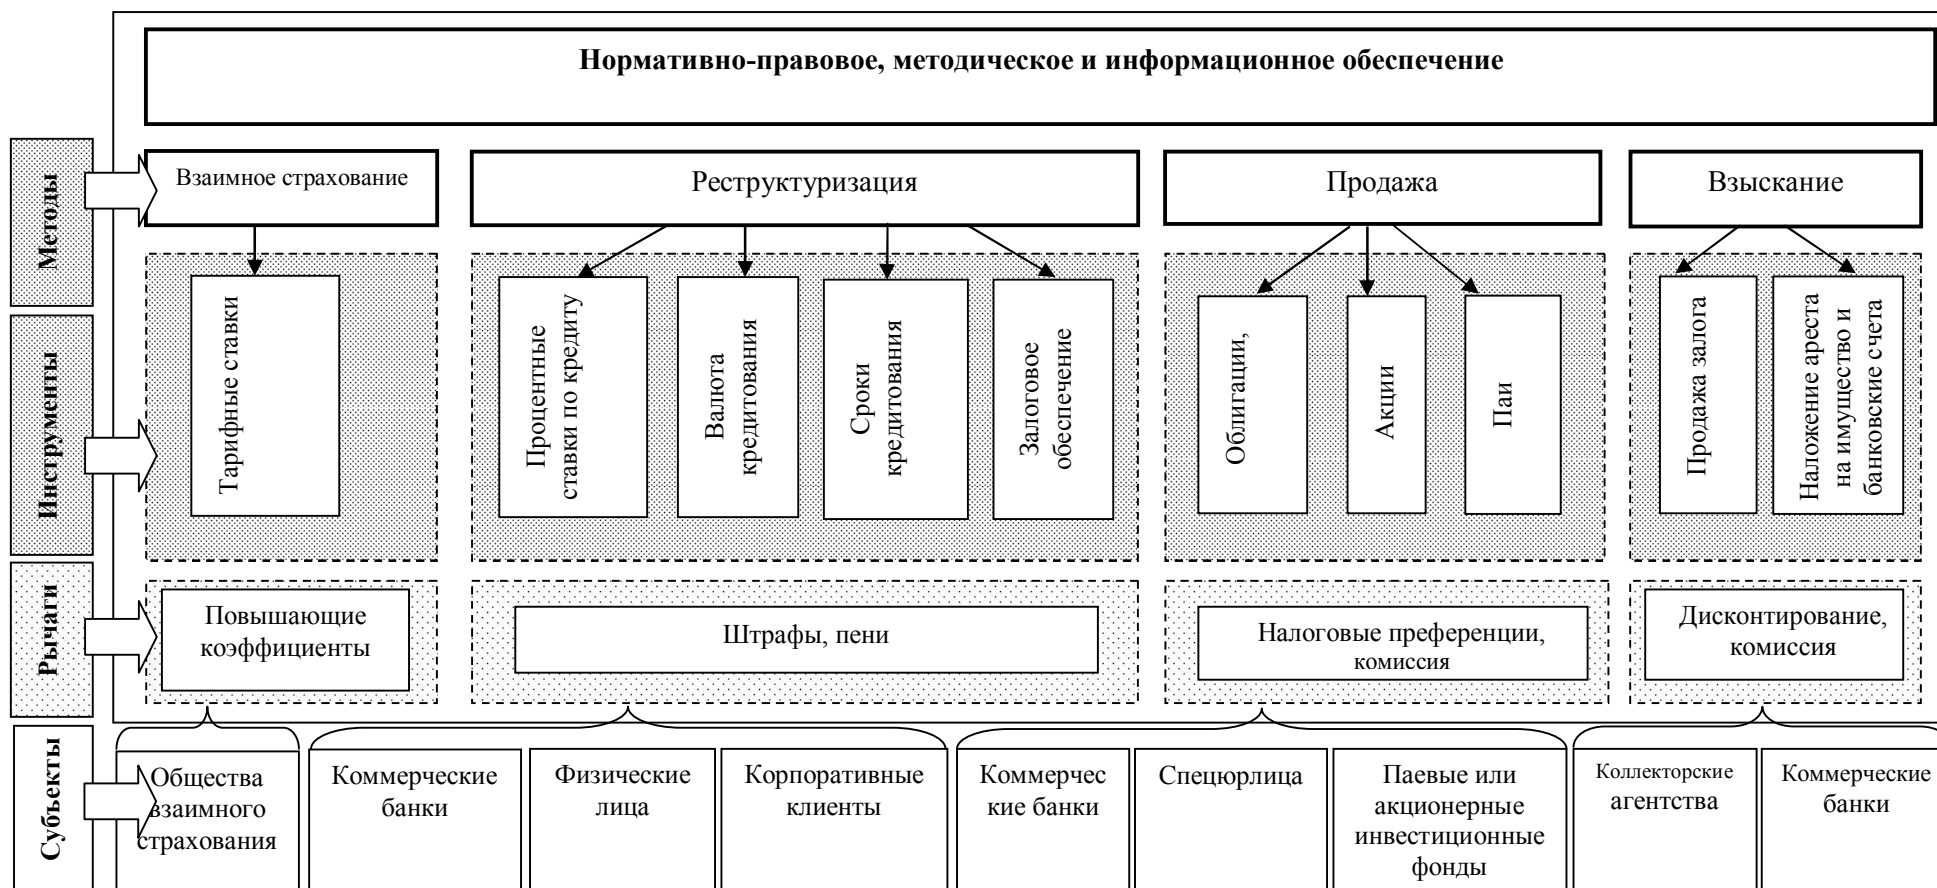 Нормативно-правовое, методическое и информационное обеспечение
Методы
Взаимное страхование
Реструктуризация
Продажа
Взыскание
Инструменты
Тарифные ставки
Процентные
ставки по кредиту
Валюта
кредитования
Сроки
кредитования
Залоговое
обеспечение
Облигации,
Акции
Паи
Продажа залога
Наложение ареста
на имущество и
банковские счета
Рычаги
Повышающие
коэффициенты
Штрафы, пени
Налоговые преференции,
комиссия
Дисконтирование,
комиссия
Субъекты
Общества
взаимного
страхования
Коммерческие
банки
Физические
лица
Корпоративные
клиенты
Коммерчес
кие банки
Спецюрлица
Паевые или
акционерные
инвестиционные
фонды
Коллекторские
агентства
Коммерческие
банки